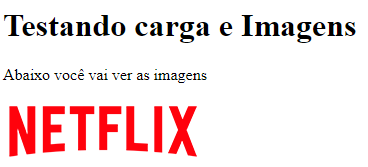 Testando carga e Imagens
Abaixo você vai ver as imagens
NETFLIX